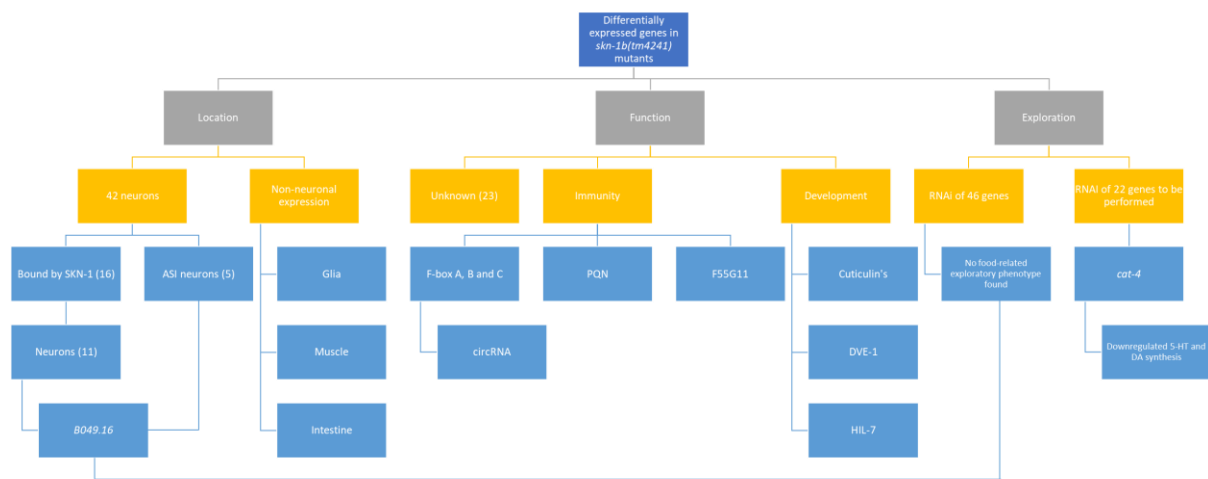 Differentially
expressed genes in
skn-1b(tm4241)
mutants
Location
Function
Exploration
42 neurons
Non-neuronal
expression
Unknown (23)
Immunity
Development
RNAi of 46 genes
RNAI of 22 genes to be
performed
Bound by SKN-1 (16)
ASI neurons (5)
Glia
F-box A, B and C
PQN
F55G11
Cuticulin's
No food-related
exploratory phenotype
found
cat-4
Neurons (11)
Muscle
circRNA
DVE-1
Downregulated 5-HT and
DA synthesis
B049.16
Intestine
HIL-7